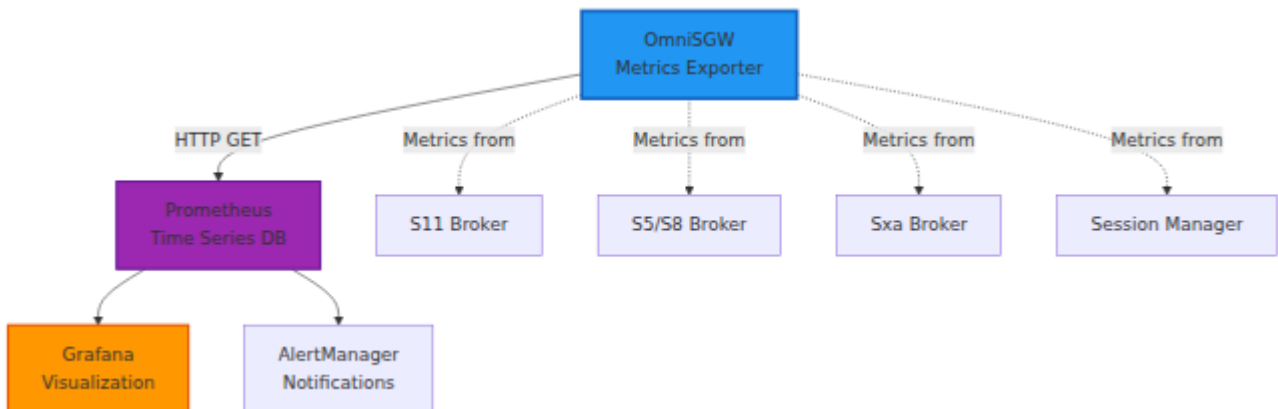 OmniSGW
Metrics Exporter
HTTP GET
Metrics from
Metrics from
Metrics from
Metrics from
Prometheus
Time Series DB
S11 Broker
S5/S8 Broker
Sxa Broker
Session Manager
Grafana
Visualization
AlertManager
Notifications